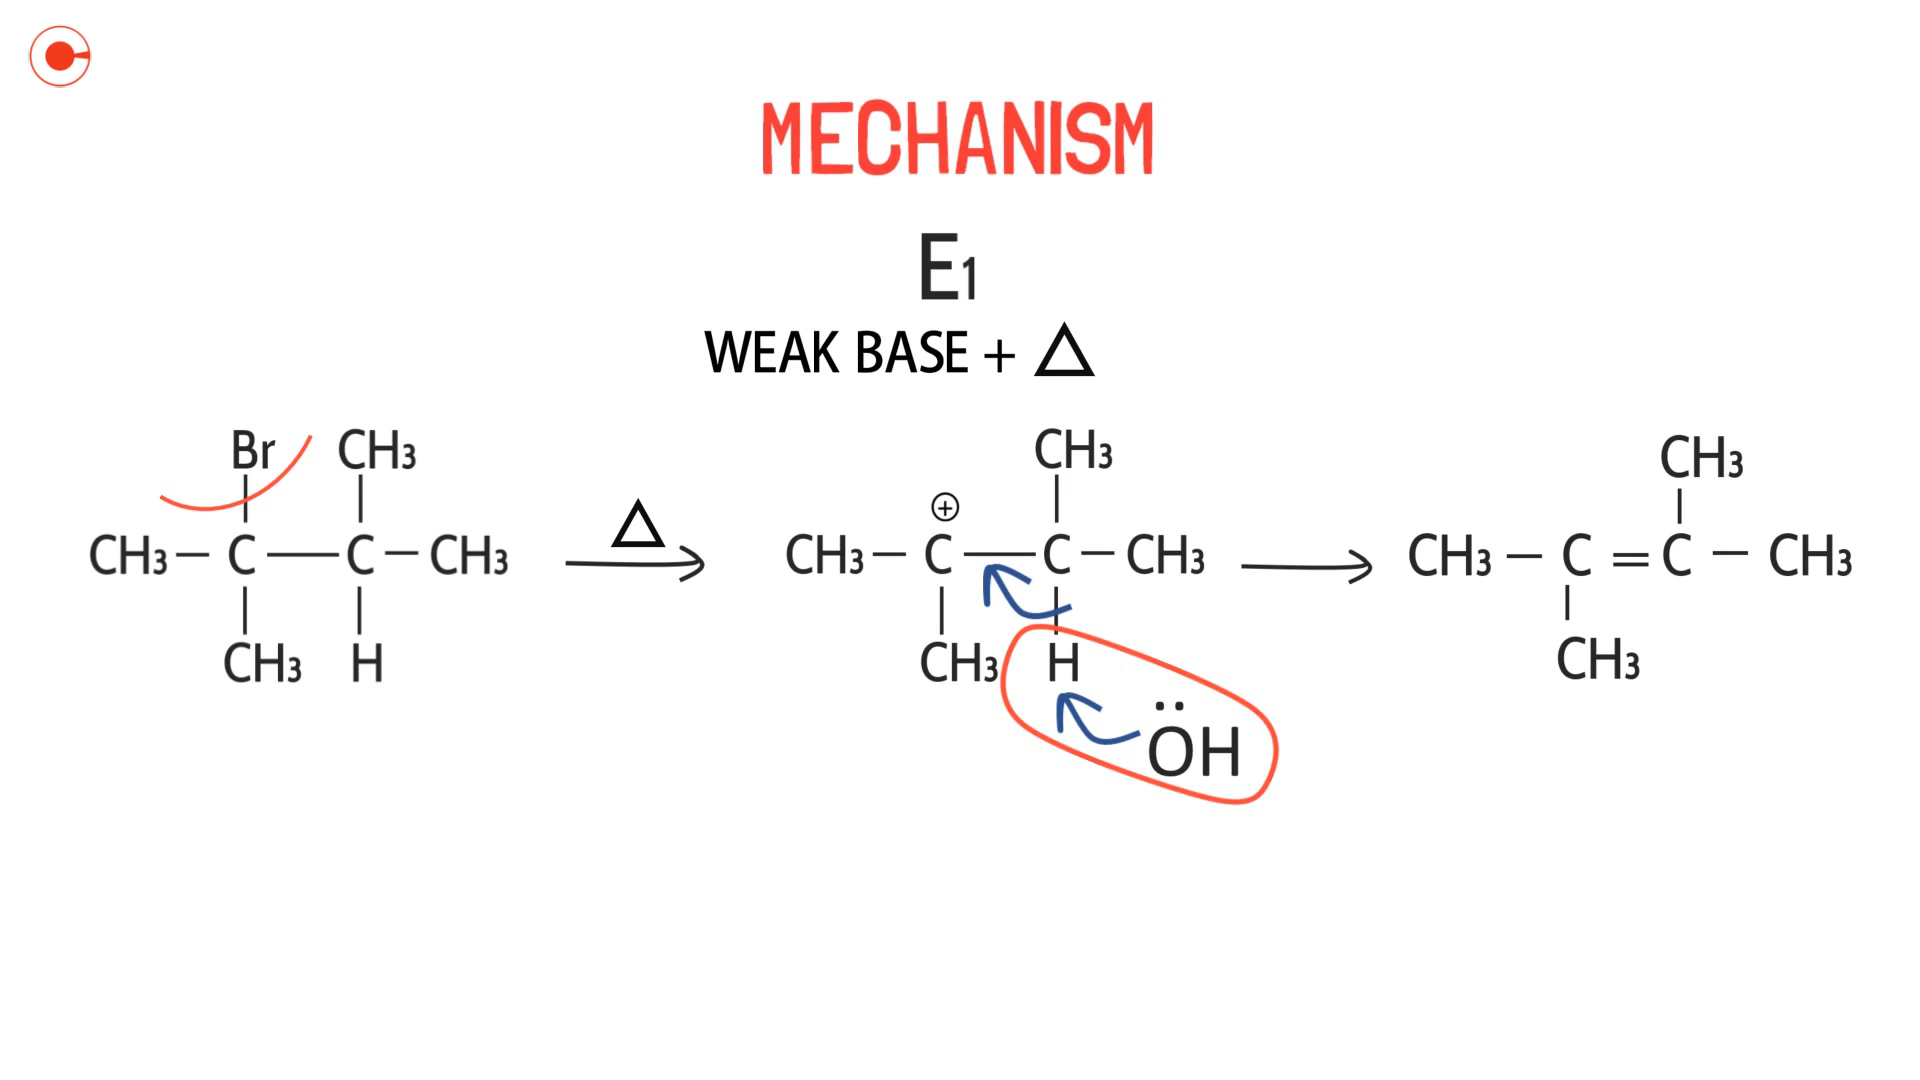 MECHANISM
E1
WEAK BASE + △
Br CH3 CH3 CH3
CH3 — C — C — CH3 △ CH3 — C — C — CH3 CH3 — C = C — CH3
⊕
CH3 H CH3 H CH3
ÖH